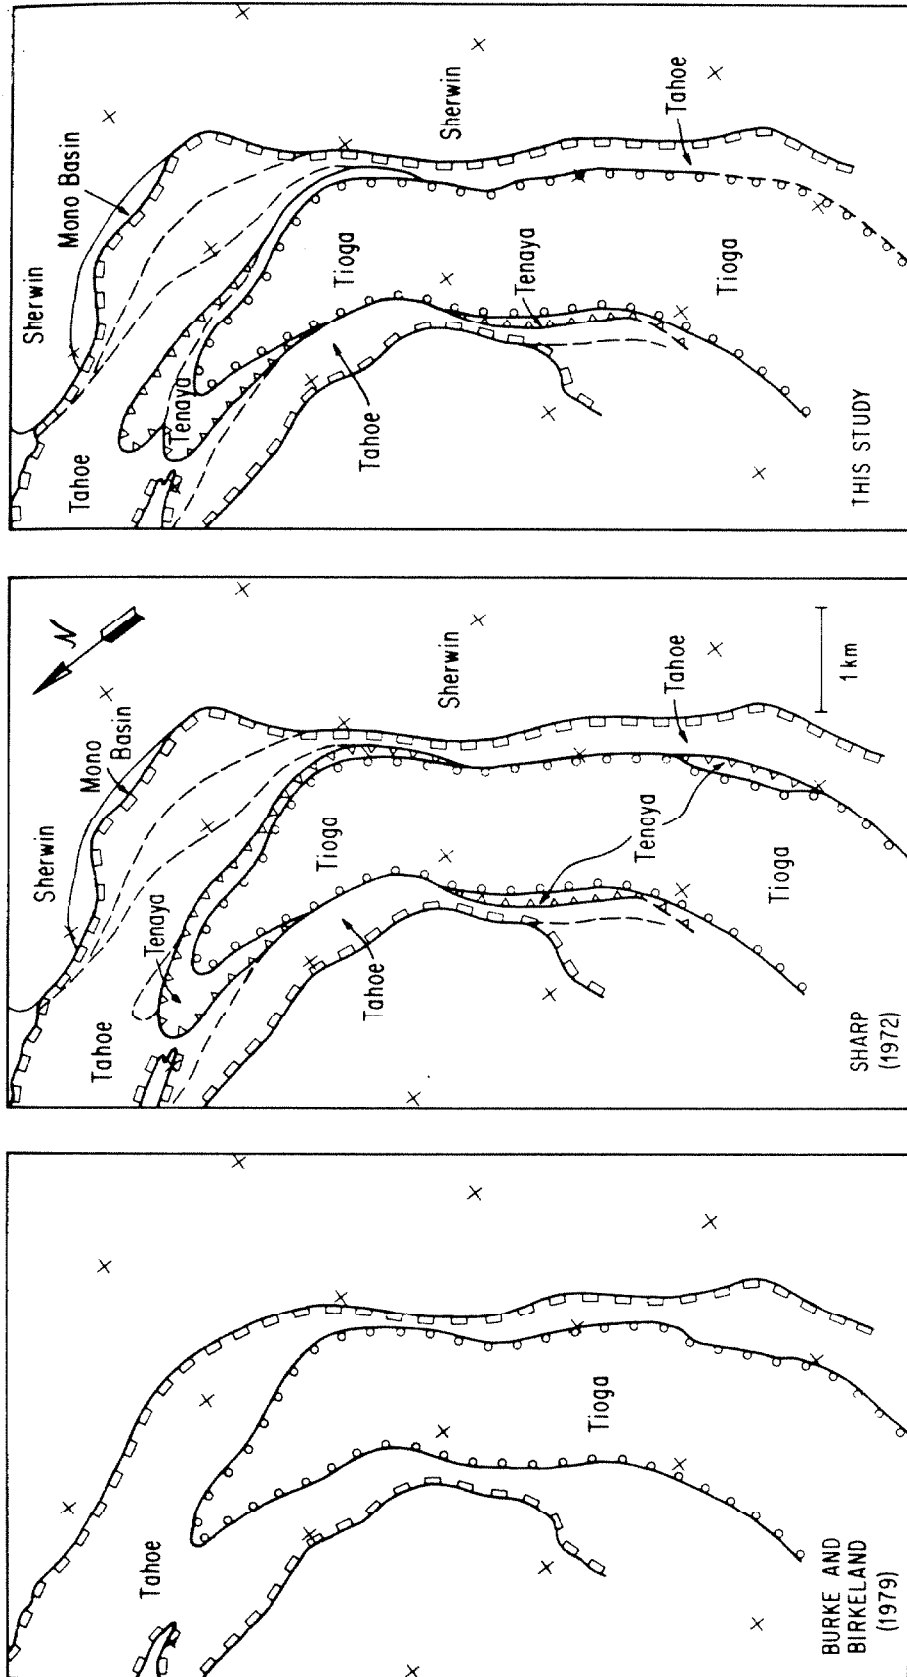 Sherwin
Mono Basin
Sherwin
Tahoe
Tahoe
Tenaya
Tioga
Tahoe
Tenaya
Tioga
THIS STUDY
N
Sherwin
Mono
Basin
Sherwin
Tahoe
Tahoe
Tenaya
Tioga
Tahoe
Tenaya
Tioga
1 km
SHARP
(1972)
Tahoe
Tioga
BURKE AND
BIRKELAND
(1979)